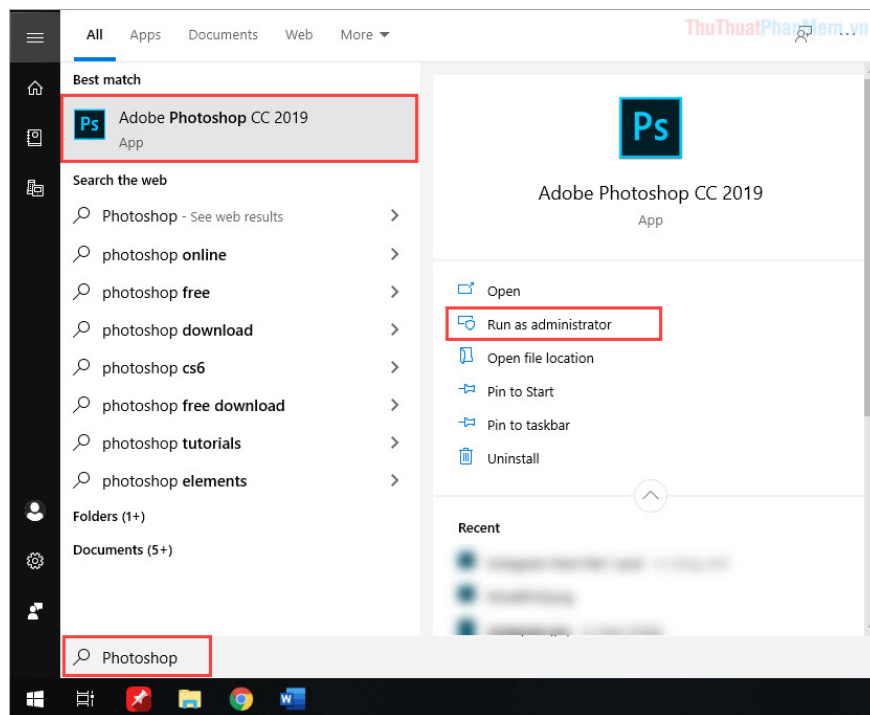 All Apps Documents Web More
ThuThuatPhanMem.vn
Best match
Ps
Adobe Photoshop CC 2019
App
Search the web
Photoshop - See web results
photoshop online
photoshop free
photoshop download
photoshop cs6
photoshop free download
photoshop tutorials
photoshop elements
Folders (1+)
Documents (5+)
Ps
Adobe Photoshop CC 2019
App
Open
Run as administrator
Open file location
Pin to Start
Pin to taskbar
Uninstall
Recent
Photoshop